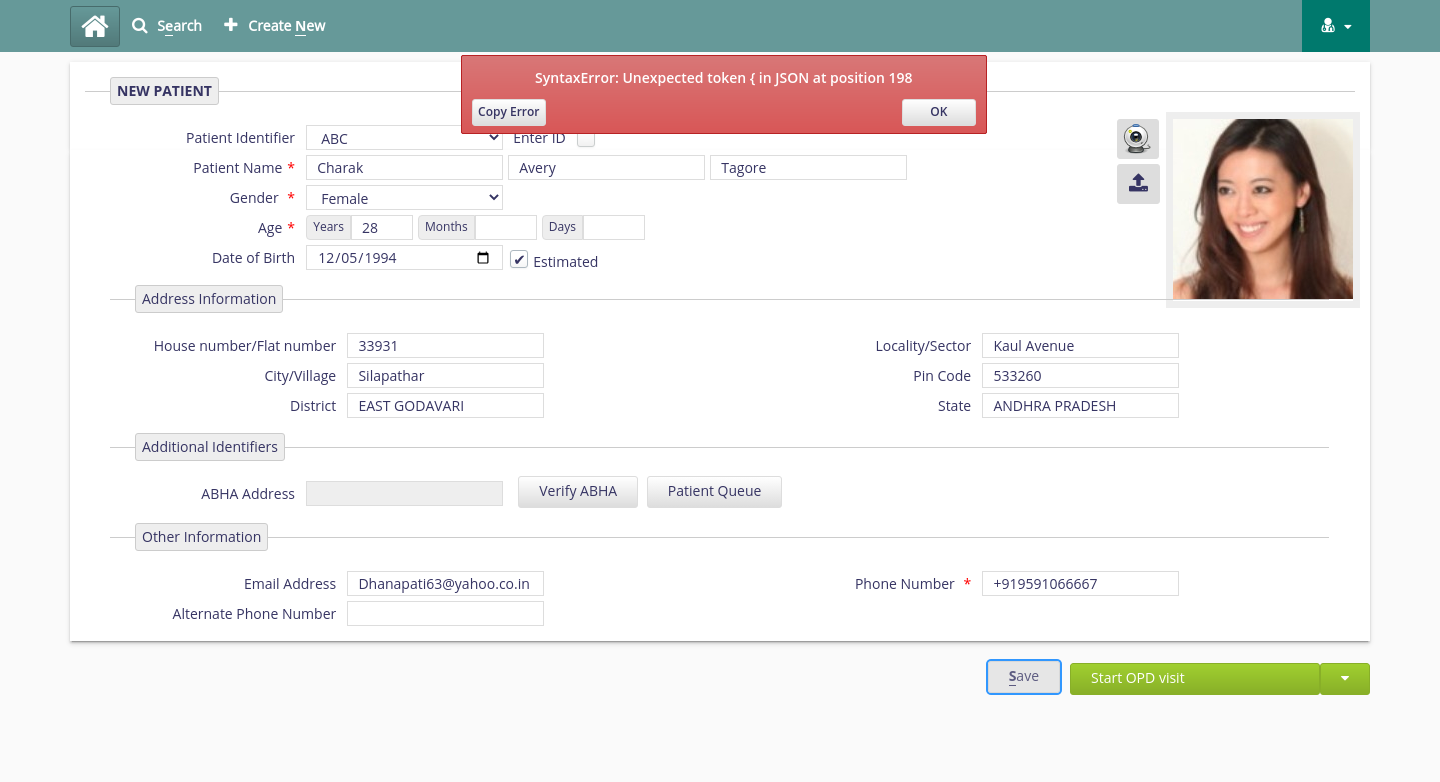 Search
Create New
SyntaxError: Unexpected token { in JSON at position 198
Copy Error
OK
NEW PATIENT
Patient Identifier ABC Enter ID
Patient Name * Charak Avery Tagore
Gender * Female
Age * Years 28 Months Days
Date of Birth 12/05/1994 Estimated
Address Information
House number/Flat number 33931 Locality/Sector Kaul Avenue
City/Village Silapathar Pin Code 533260
District EAST GODAVARI State ANDHRA PRADESH
Additional Identifiers
ABHA Address Verify ABHA Patient Queue
Other Information
Email Address Dhanapati63@yahoo.co.in Phone Number * +919591066667
Alternate Phone Number
Save Start OPD visit